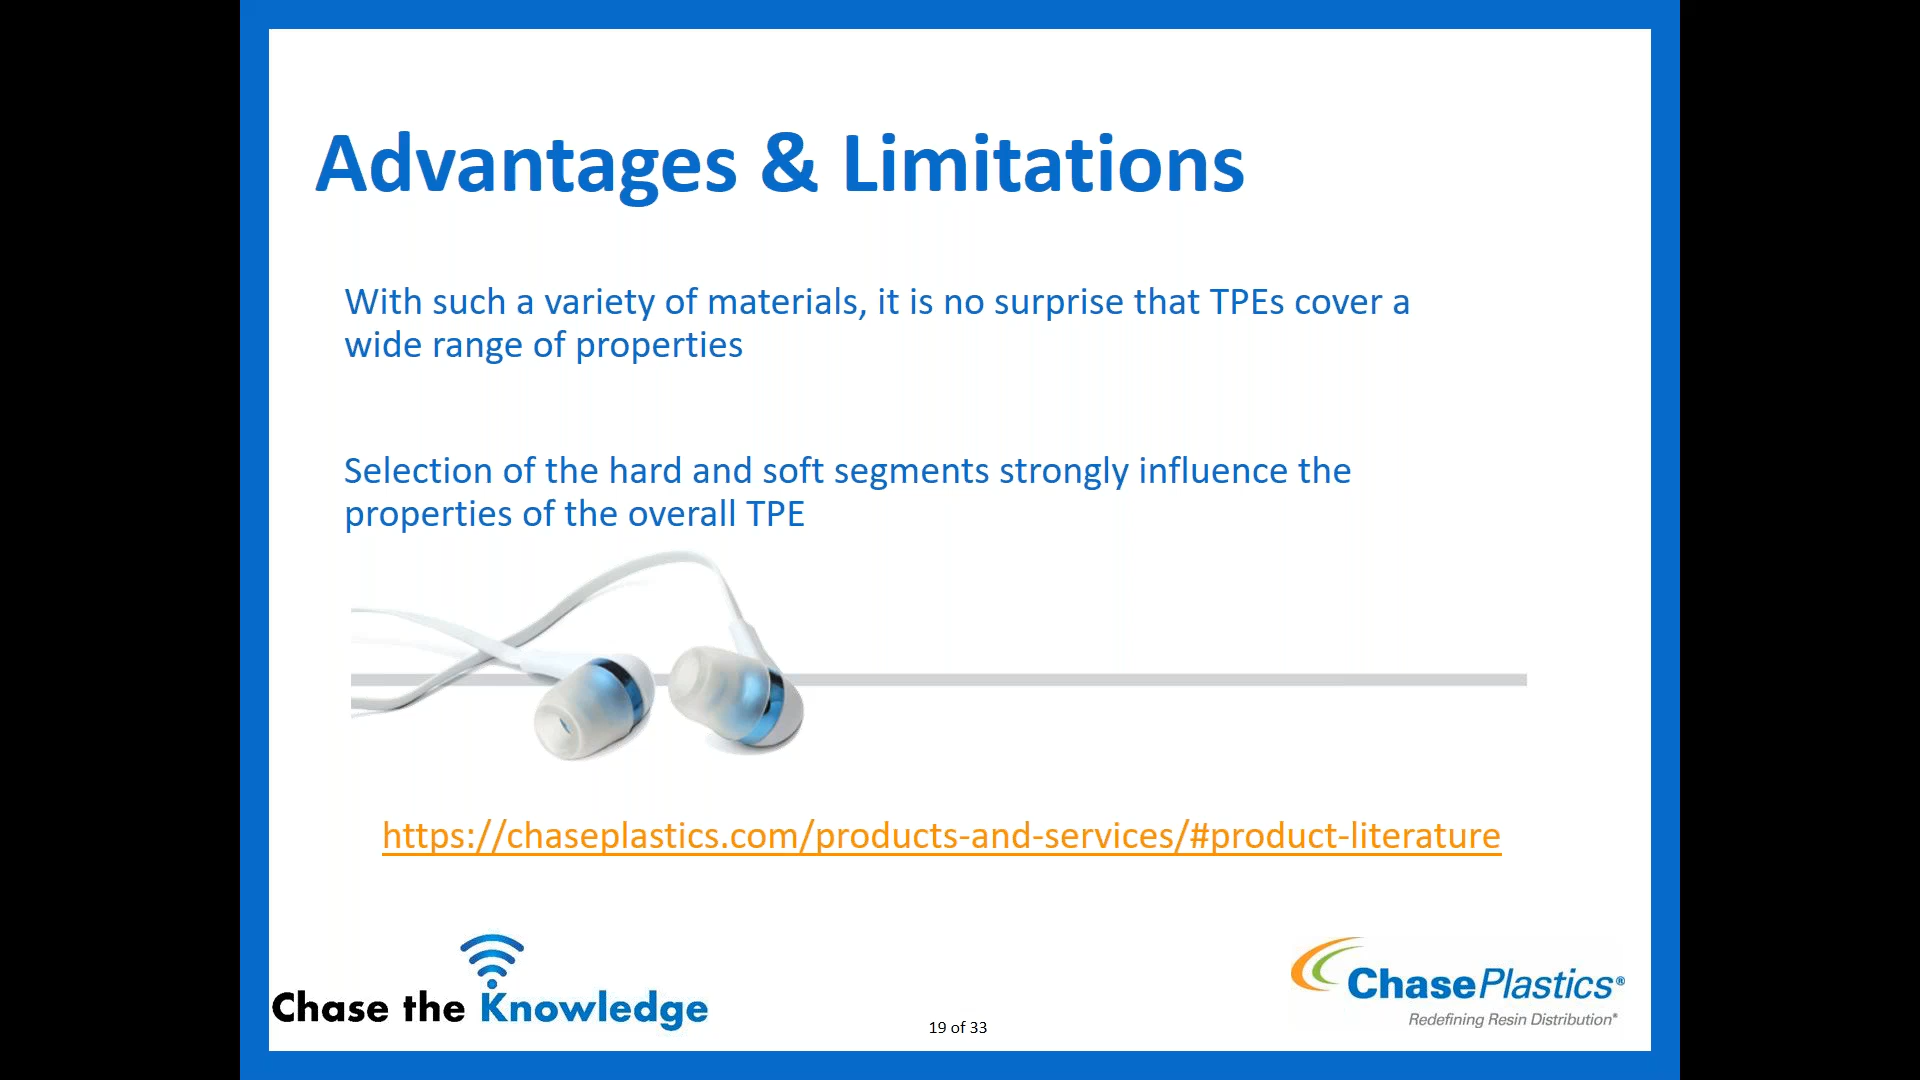 Advantages & Limitations
With such a variety of materials, it is no surprise that TPEs cover a
wide range of properties
Selection of the hard and soft segments strongly influence the
properties of the overall TPE
https://chaseplastics.com/products-and-services/#product-literature
Chase the Knowledge
19 of 33
ChasePlastics®
Redefining Resin Distribution®